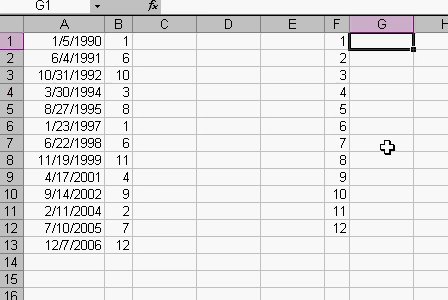 G1 fx
A B C D E F G H
1 1/5/1990 1 1
2 6/4/1991 6 2
3 10/31/1992 10 3
4 3/30/1994 3 4
5 8/27/1995 8 5
6 1/23/1997 1 6
7 6/22/1998 6 7
8 11/19/1999 11 8
9 4/17/2001 4 9
10 9/14/2002 9 10
11 2/11/2004 2 11
12 7/10/2005 7 12
13 12/7/2006 12
14
15
16